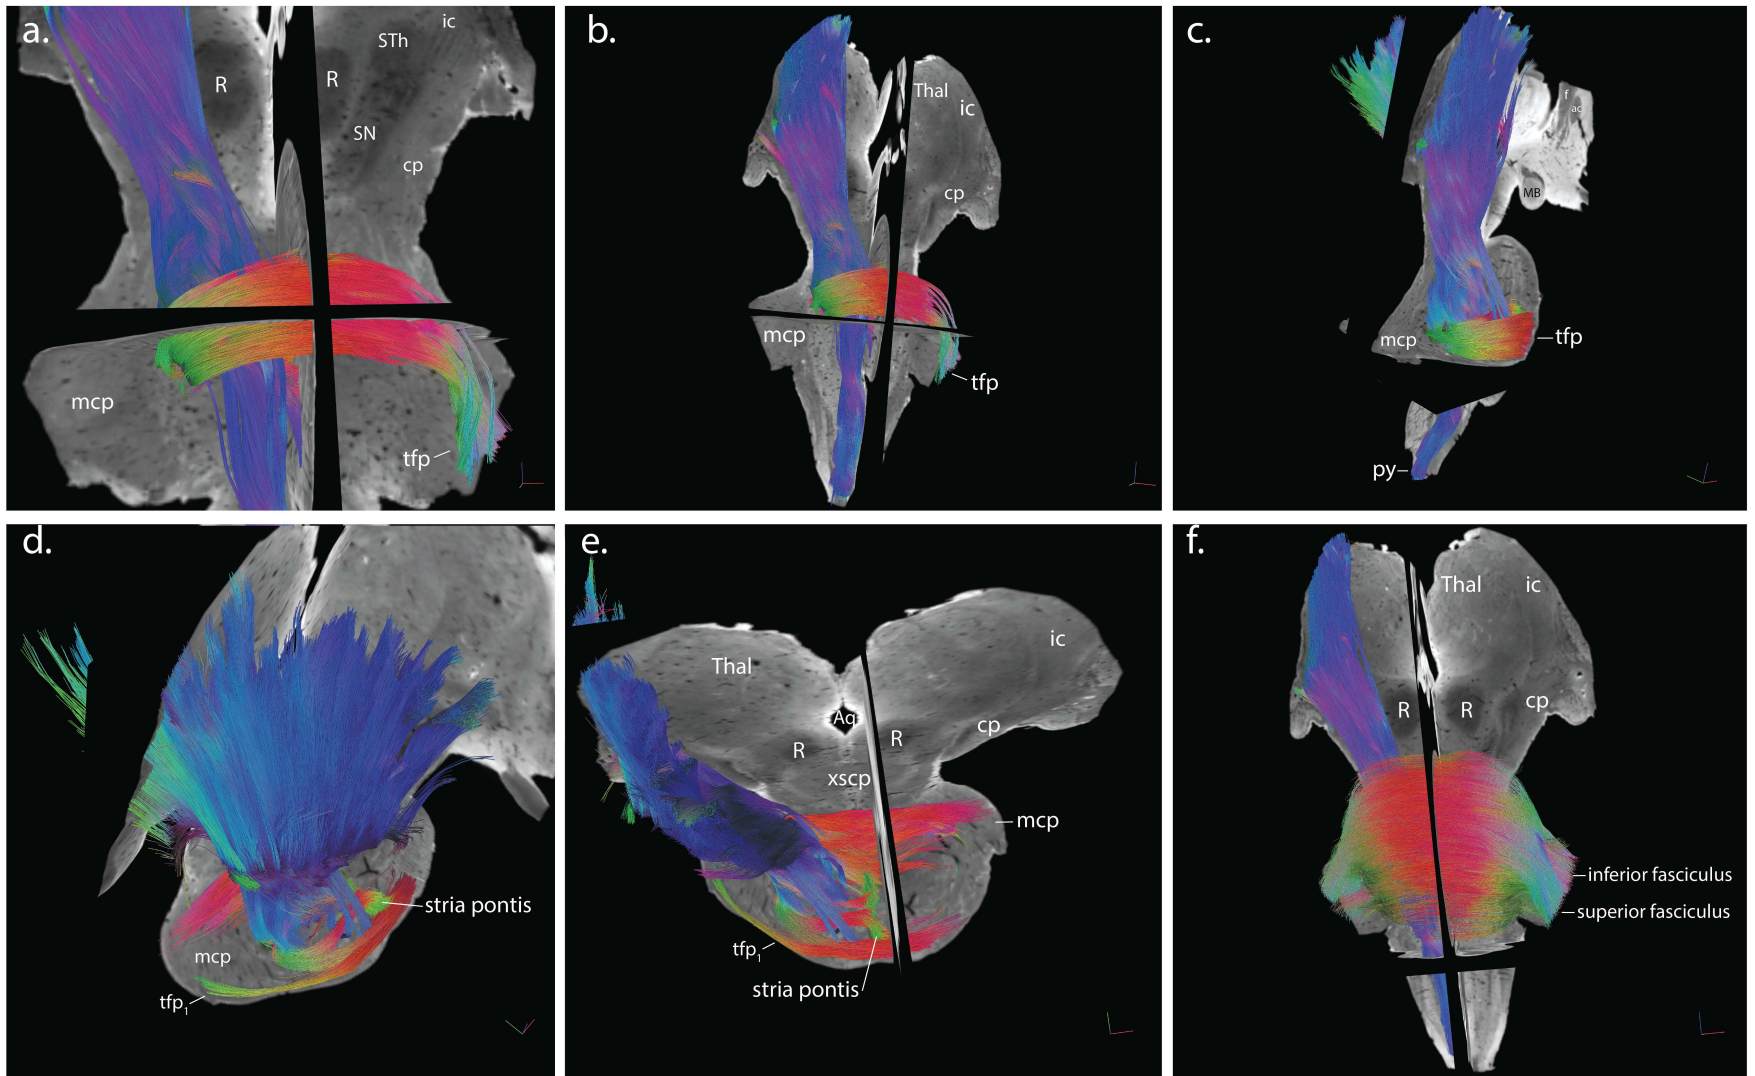 a.
ic
STh
R
R
SN
cp
mcp
tfp
b.
Thal
ic
cp
mcp
tfp
c.
f
ac
MB
mcp
tfp
py
d.
stria pontis
mcp
tfp1
e.
Thal
ic
Aq
R
R
cp
xscp
mcp
tfp1
stria pontis
f.
Thal
ic
R
R
cp
inferior fasciculus
superior fasciculus